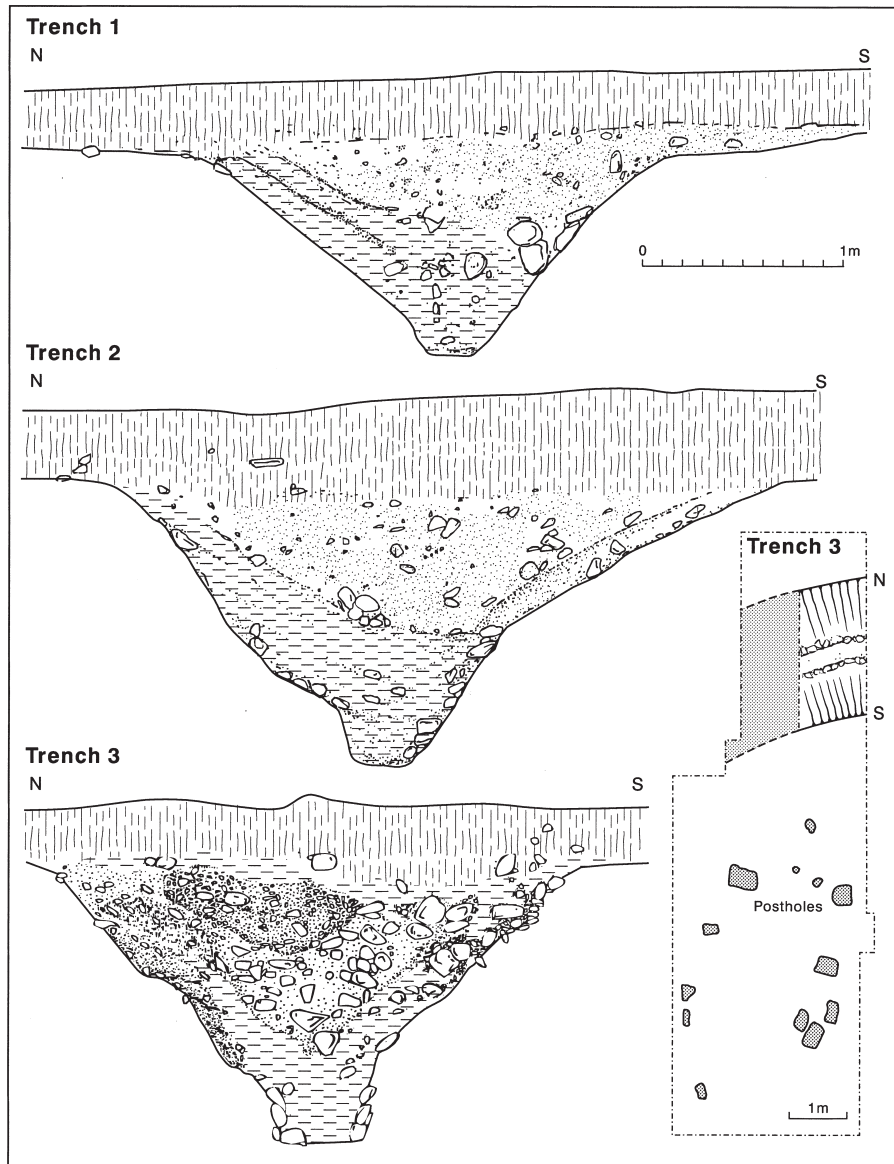 Trench 1
N S
0 1m
Trench 2
N S
Trench 3
N
S
Postholes
1m
Trench 3
N S